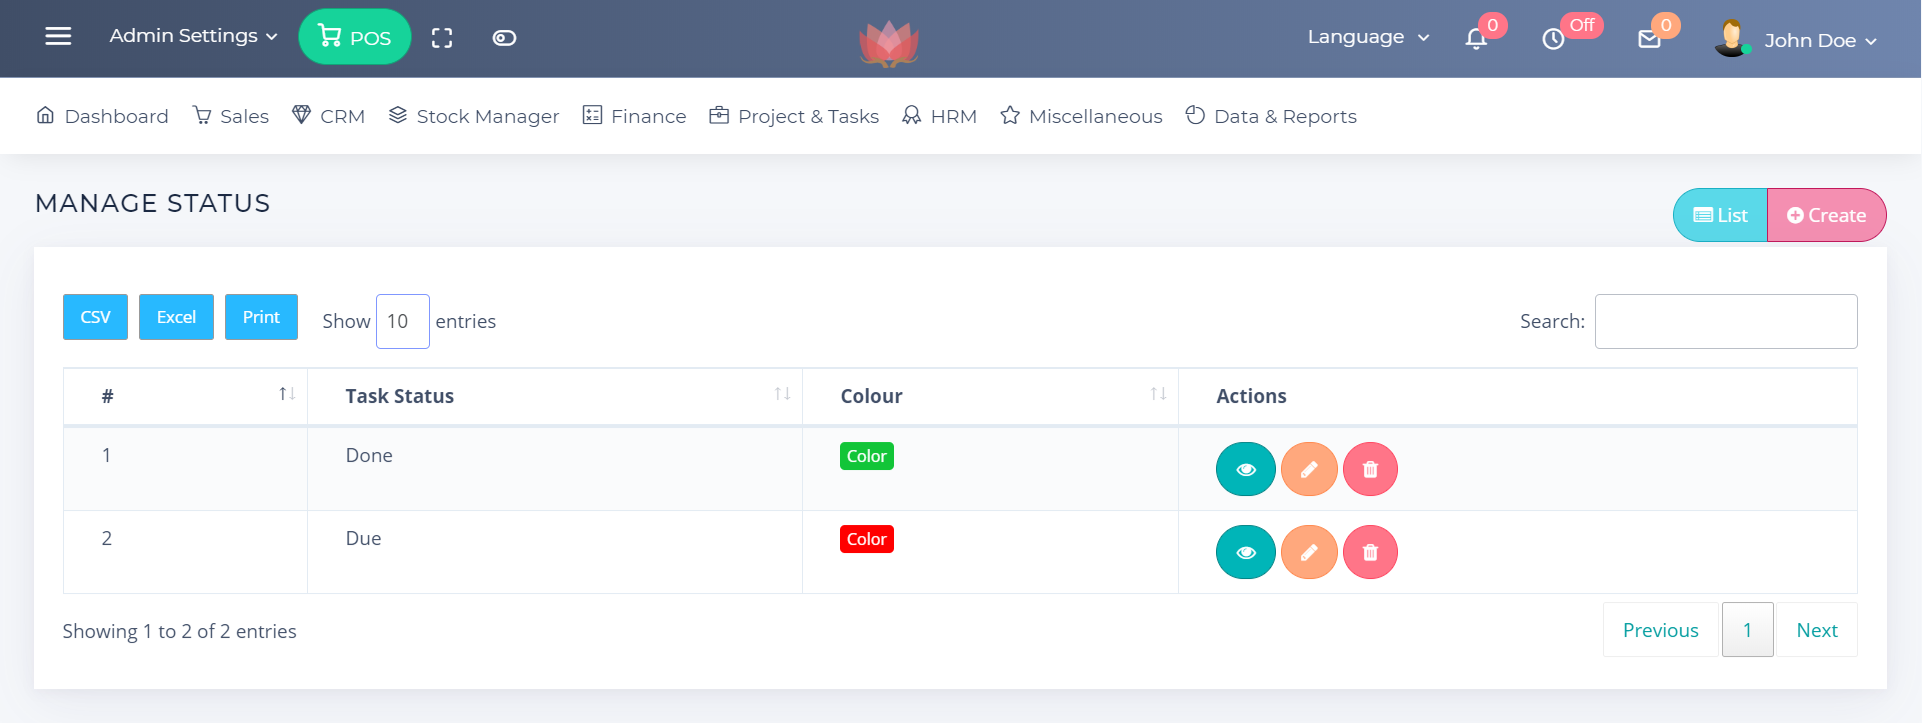 Admin Settings POS Language 0 Off 0 John Doe
Dashboard Sales CRM Stock Manager Finance Project & Tasks HRM Miscellaneous Data & Reports
MANAGE STATUS
List Create
CSV Excel Print Show 10 entries Search:
# Task Status Colour Actions
1 Done Color
2 Due Color
Showing 1 to 2 of 2 entries Previous 1 Next